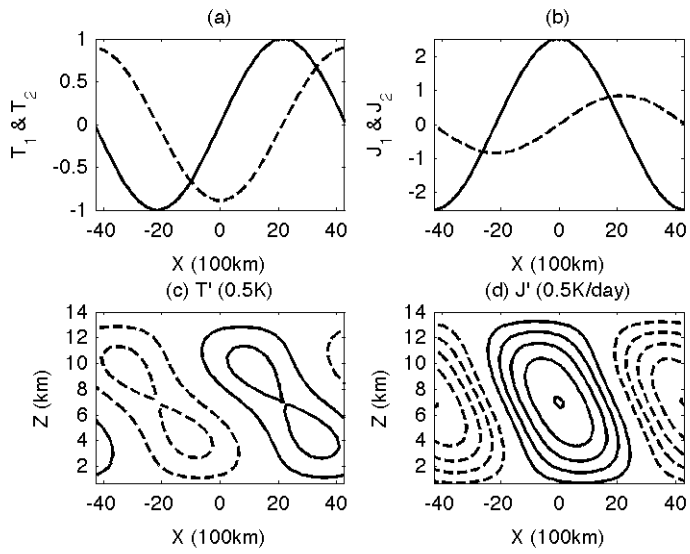 (a)
T1 & T2
1
0.5
0
-0.5
-1
-40 -20 0 20 40
X (100km)
(b)
J1 & J2
2
1
0
-1
-2
-40 -20 0 20 40
X (100km)
(c) T' (0.5K)
Z (km)
14
12
10
8
6
4
2
-40 -20 0 20 40
X (100km)
(d) J' (0.5K/day)
Z (km)
14
12
10
8
6
4
2
-40 -20 0 20 40
X (100km)